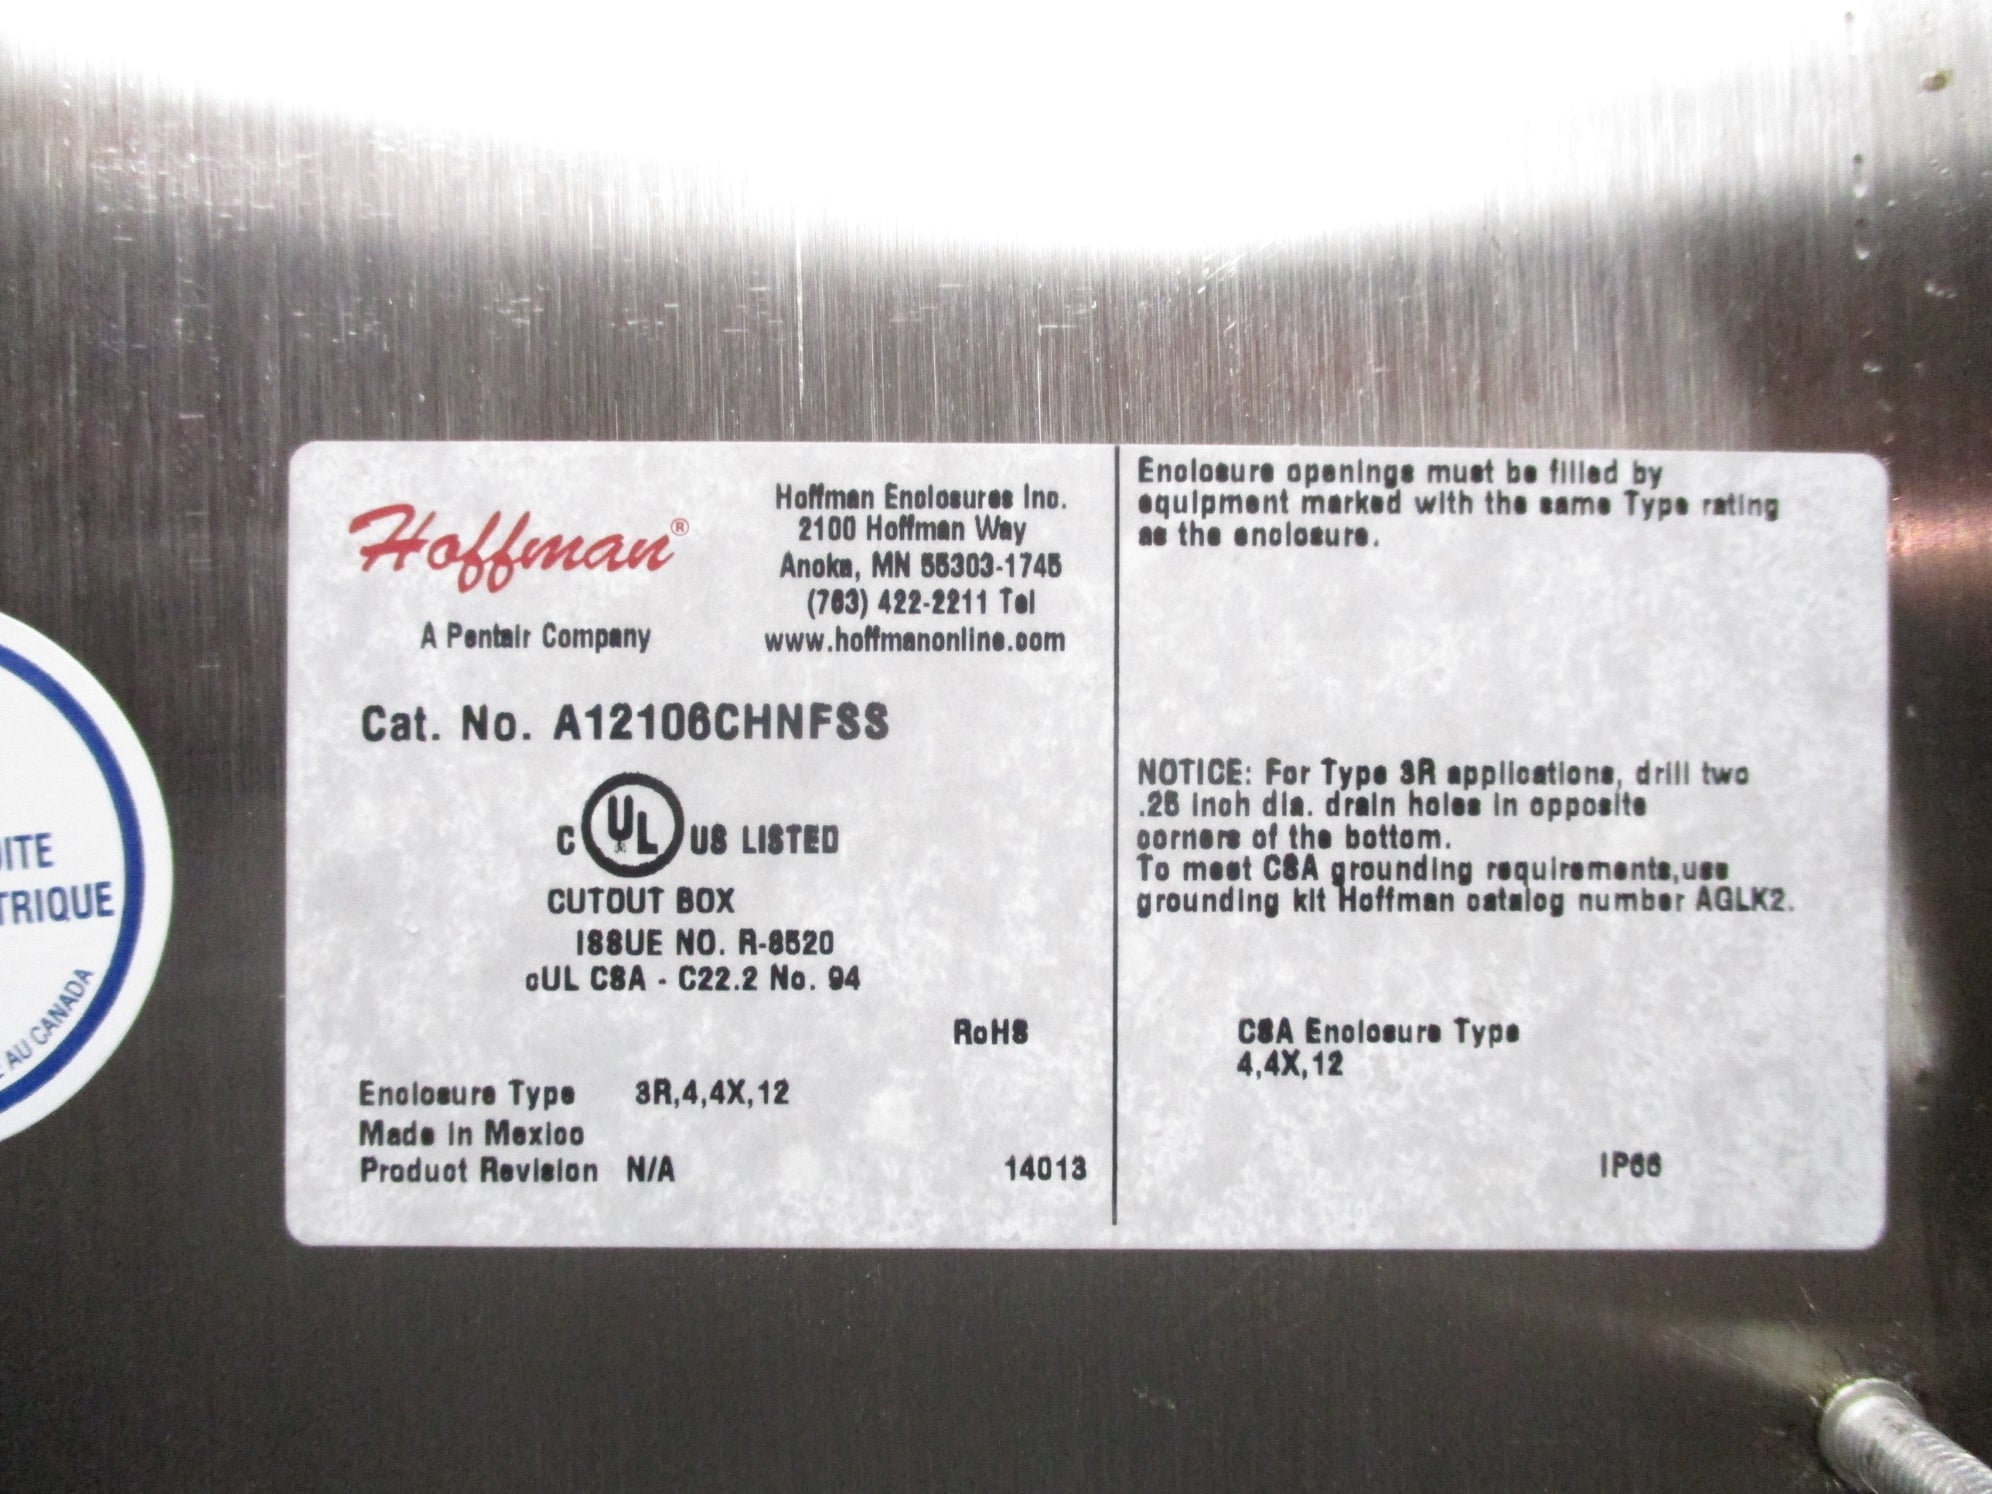 Hoffman®
A Pentair Company
Hoffman Enclosures Inc.
2100 Hoffman Way
Anoka, MN 55303-1745
(763) 422-2211 Tel
www.hoffmanonline.com
Cat. No. A12106CHNFSS
C UL US LISTED
CUTOUT BOX
ISSUE NO. R-8520
cUL CSA - C22.2 No. 94
RoHS
Enclosure Type 3R,4,4X,12
Made in Mexico
Product Revision N/A
14013
Enclosure openings must be filled by
equipment marked with the same Type rating
as the enclosure.
NOTICE: For Type 3R applications, drill two
.25 inch dia. drain holes in opposite
corners of the bottom.
To meet CSA grounding requirements,use
grounding kit Hoffman catalog number AGLK2.
CSA Enclosure Type
4,4X,12
IP66
AU CANADA